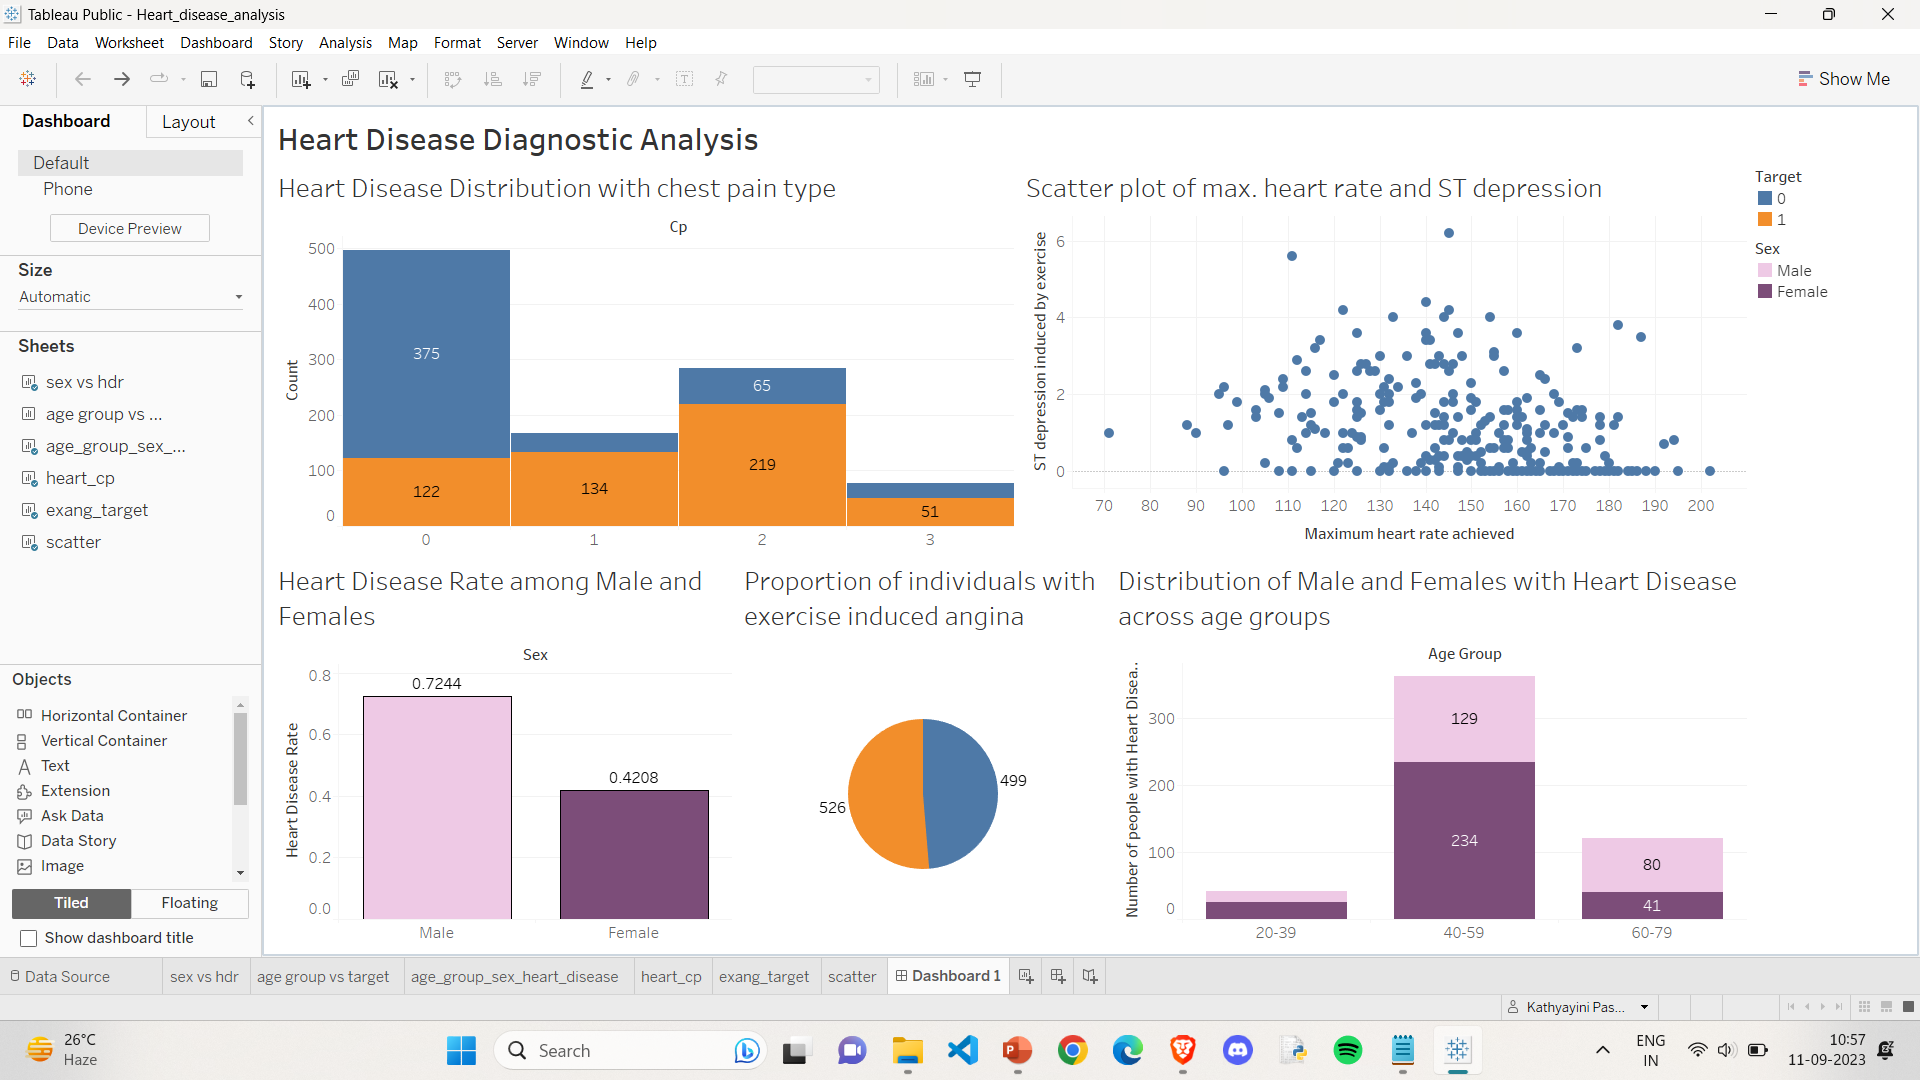 Tableau Public - Heart_disease_analysis
File Data Worksheet Dashboard Story Analysis Map Format Server Window Help
Show Me
Dashboard Layout
Default
Phone
Device Preview
Size
Automatic
Sheets
sex vs hdr
age group vs ...
age_group_sex_...
heart_cp
exang_target
scatter
Objects
Horizontal Container
Vertical Container
Text
Extension
Ask Data
Data Story
Image
Tiled Floating
Show dashboard title
Heart Disease Diagnostic Analysis
Heart Disease Distribution with chest pain type
Cp
Count
500
400
300
200
100
0
375
122
134
65
219
51
0 1 2 3
Scatter plot of max. heart rate and ST depression
ST depression induced by exercise
6
4
2
0
70 80 90 100 110 120 130 140 150 160 170 180 190 200
Maximum heart rate achieved
Target
0
1
Sex
Male
Female
Heart Disease Rate among Male and
Females
Sex
Heart Disease Rate
0.8
0.6
0.4
0.2
0.0
0.7244
0.4208
Male Female
Proportion of individuals with
exercise induced angina
499
526
Distribution of Male and Females with Heart Disease
across age groups
Age Group
Number of people with Heart Disea..
300
200
100
0
129
234
80
41
20-39 40-59 60-79
Data Source sex vs hdr age group vs target age_group_sex_heart_disease heart_cp exang_target scatter Dashboard 1
Kathyayini Pas...
26°C
Haze
Search
ENG
IN
10:57
11-09-2023